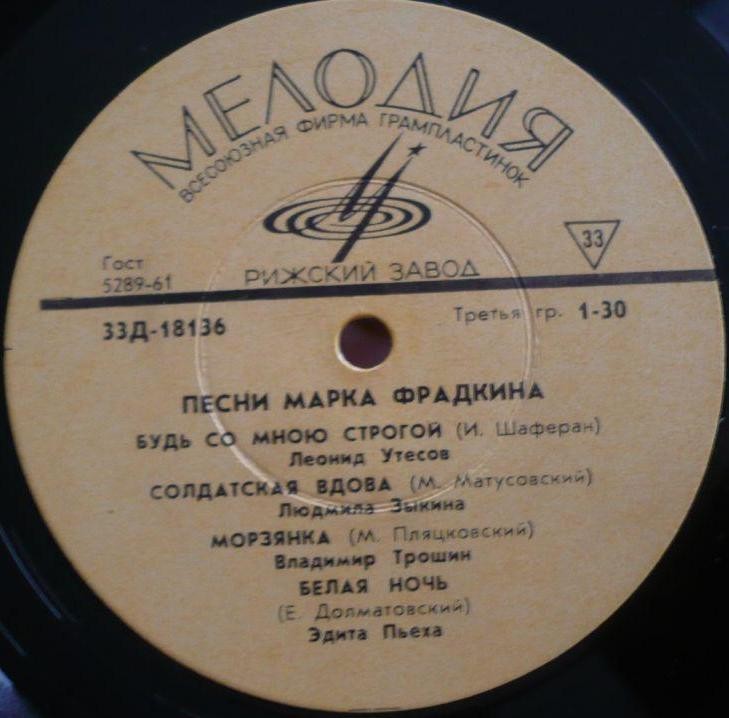 МЕЛОДИЯ
ВСЕСОЮЗНАЯ ФИРМА ГРАМПЛАСТИНОК
33
РИЖСКИЙ ЗАВОД
Гост
5289-61
33Д-18136
Третья гр. 1-30
ПЕСНИ МАРКА ФРАДКИНА
БУДЬ СО МНОЮ СТРОГОЙ (И. Шаферан)
Леонид Утесов
СОЛДАТСКАЯ ВДОВА (М. Матусовский)
Людмила Зыкина
МОРЗЯНКА (М. Пляцковский)
Владимир Трошин
БЕЛАЯ НОЧЬ
(Е. Долматовский)
Эдита Пьеха